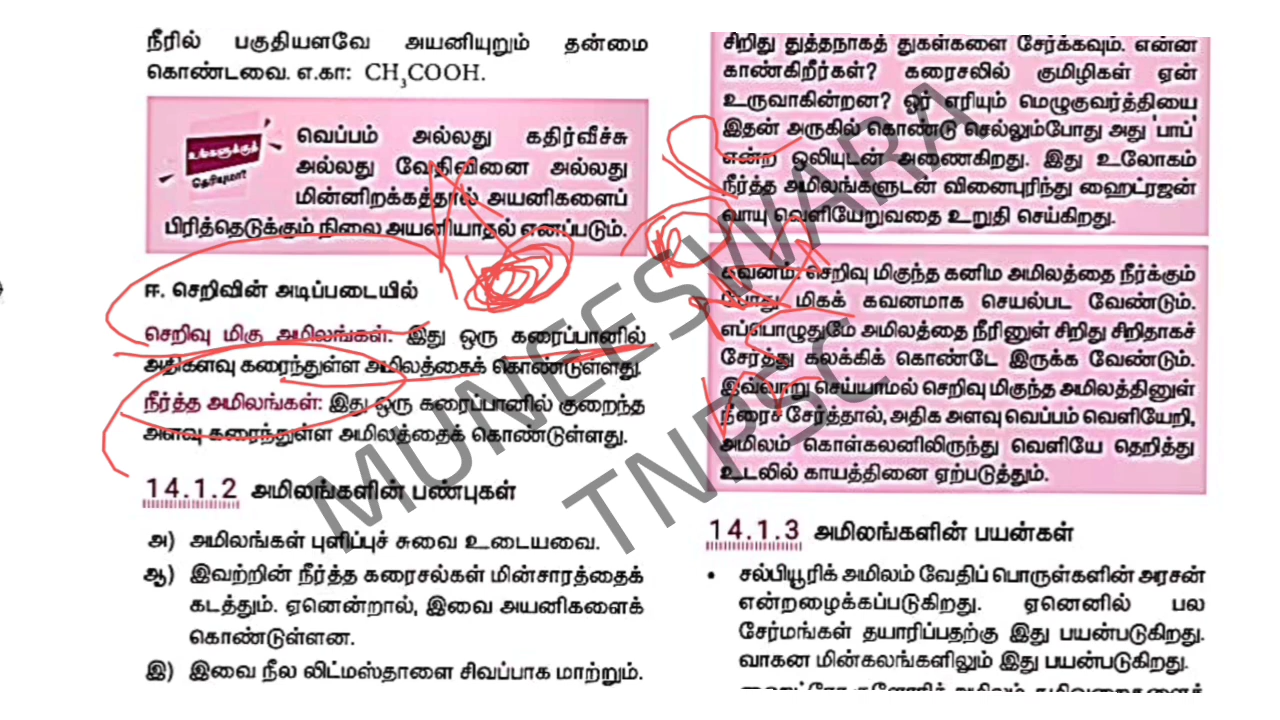 நீரில் பகுதியளவே அயனியுறும் தன்மை
கொண்டவை. எ.கா: CH₃COOH.
உங்களுக்குத்
தெரியுமா?
வெப்பம் அல்லது கதிர்வீச்சு
அல்லது வேதிவினை அல்லது
மின்னிறக்கத்தால் அயனிகளைப்
பிரித்தெடுக்கும் நிலை அயனியாதல் எனப்படும்.
ஈ. செறிவின் அடிப்படையில்
செறிவு மிகு அமிலங்கள்: இது ஒரு கரைப்பானில்
அதிகளவு கரைந்துள்ள அமிலத்தைக் கொண்டுள்ளது.
நீர்த்த அமிலங்கள்: இது ஒரு கரைப்பானில் குறைந்த
அளவு கரைந்துள்ள அமிலத்தைக் கொண்டுள்ளது.
14.1.2 அமிலங்களின் பண்புகள்
அ) அமிலங்கள் புளிப்புச் சுவை உடையவை.
ஆ) இவற்றின் நீர்த்த கரைசல்கள் மின்சாரத்தைக்
கடத்தும். ஏனென்றால், இவை அயனிகளைக்
கொண்டுள்ளன.
இ) இவை நீல லிட்மஸ்தாளை சிவப்பாக மாற்றும்.
சிறிது துத்தநாகத் துகள்களை சேர்க்கவும். என்ன
காண்கிறீர்கள்? கரைசலில் குமிழிகள் ஏன்
உருவாகின்றன? ஓர் எரியும் மெழுகுவர்த்தியை
இதன் அருகில் கொண்டு செல்லும்போது அது 'பாப்'
என்ற ஒலியுடன் அணைகிறது. இது உலோகம்
நீர்த்த அமிலங்களுடன் வினைபுரிந்து ஹைட்ரஜன்
வாயு வெளியேறுவதை உறுதி செய்கிறது.
கவனம்: செறிவு மிகுந்த கனிம அமிலத்தை நீர்க்கும்
போது மிகக் கவனமாக செயல்பட வேண்டும்.
எப்பொழுதுமே அமிலத்தை நீரினுள் சிறிது சிறிதாகச்
சேர்த்து கலக்கிக் கொண்டே இருக்க வேண்டும்.
இவ்வாறு செய்யாமல் செறிவு மிகுந்த அமிலத்தினுள்
நீரைச் சேர்த்தால், அதிக அளவு வெப்பம் வெளியேறி,
அமிலம் கொள்கலனிலிருந்து வெளியே தெறித்து
உடலில் காயத்தினை ஏற்படுத்தும்.
14.1.3 அமிலங்களின் பயன்கள்
• சல்பியூரிக் அமிலம் வேதிப் பொருள்களின் அரசன்
என்றழைக்கப்படுகிறது. ஏனெனில் பல
சேர்மங்கள் தயாரிப்பதற்கு இது பயன்படுகிறது.
வாகன மின்கலங்களிலும் இது பயன்படுகிறது.
MUNEESWARA
TNPSC